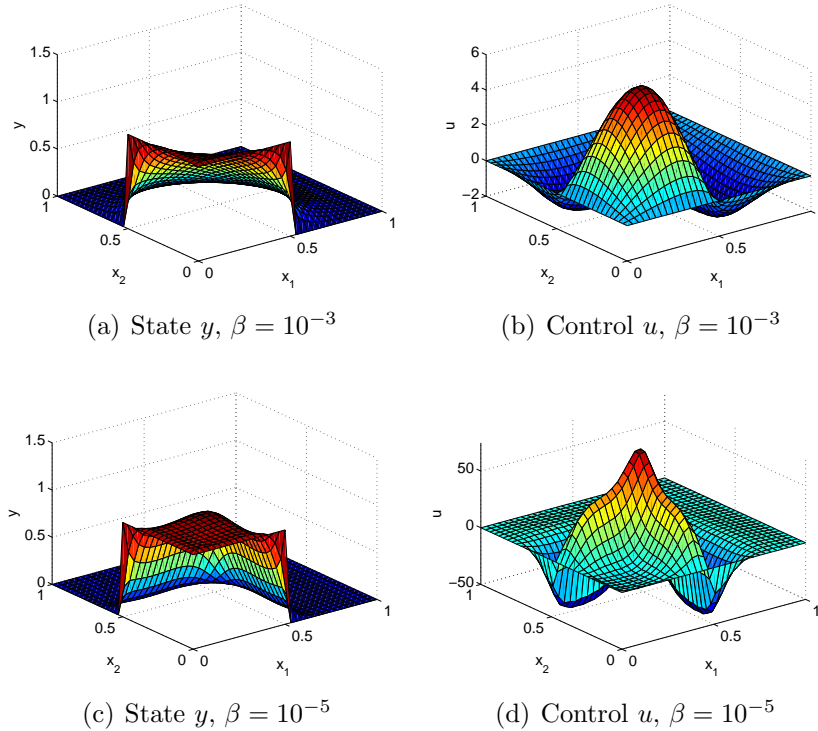 1.5
1
0.5
0
y
1
0.5
0
x2
0
0.5
1
x1
(a) State y, β = 10⁻³
6
4
2
0
−2
u
1
0.5
0
x2
0
0.5
1
x1
(b) Control u, β = 10⁻³
1.5
1
0.5
0
y
1
0.5
0
x2
0
0.5
1
x1
(c) State y, β = 10⁻⁵
50
0
−50
u
1
0.5
0
x2
0
0.5
1
x1
(d) Control u, β = 10⁻⁵